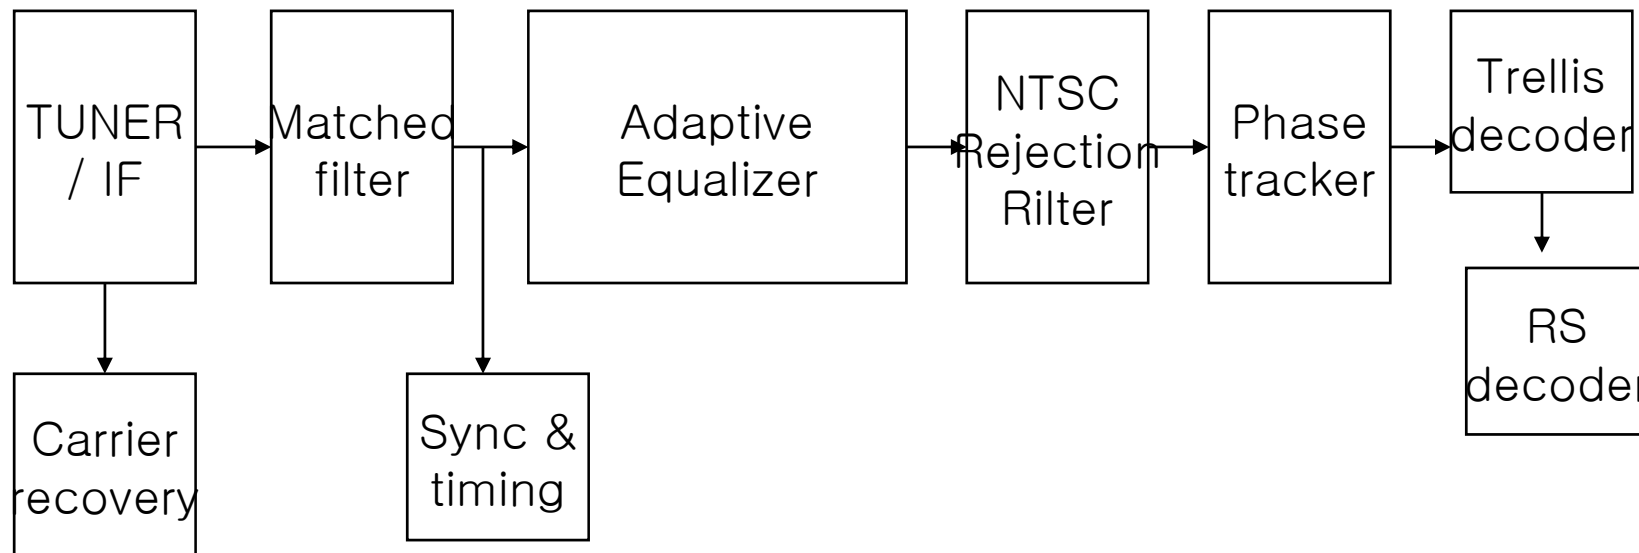 TUNER
/ IF
Matched
filter
Adaptive
Equalizer
NTSC
Rejection
Rilter
Phase
tracker
Trellis
decoder
RS
decoder
Carrier
recovery
Sync &
timing